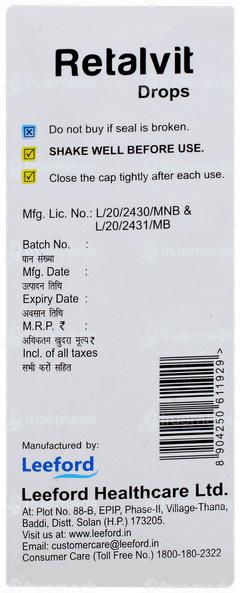 Retalvit
Drops
Do not buy if seal is broken.
SHAKE WELL BEFORE USE.
Close the cap tightly after each use.
Mfg. Lic. No.: L/20/2430/MNB &
L/20/2431/MB
Batch No. :
घान संख्या
Mfg. Date :
उत्पादन तिथि
Expiry Date :
अवसान तिथि
M.R.P. ₹ :
अधिकतम खुदरा मूल्य ₹
Incl. of all taxes
सभी करों सहित
8 904250 611929 >
Manufactured by:
Leeford
Leeford Healthcare Ltd.
At: Plot No. 88-B, EPIP, Phase-II, Village-Thana,
Baddi, Distt. Solan (H.P.) 173205.
Visit us at: www.leeford.in
Email: customercare@leeford.in
Consumer Care (Toll Free No.) 1800-180-2322
truemeds